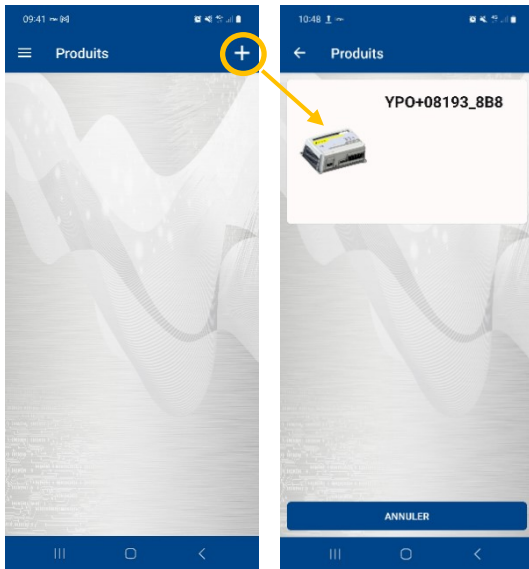 09:41
Produits
10:48
Produits
YPO+08193_8B8
ANNULER